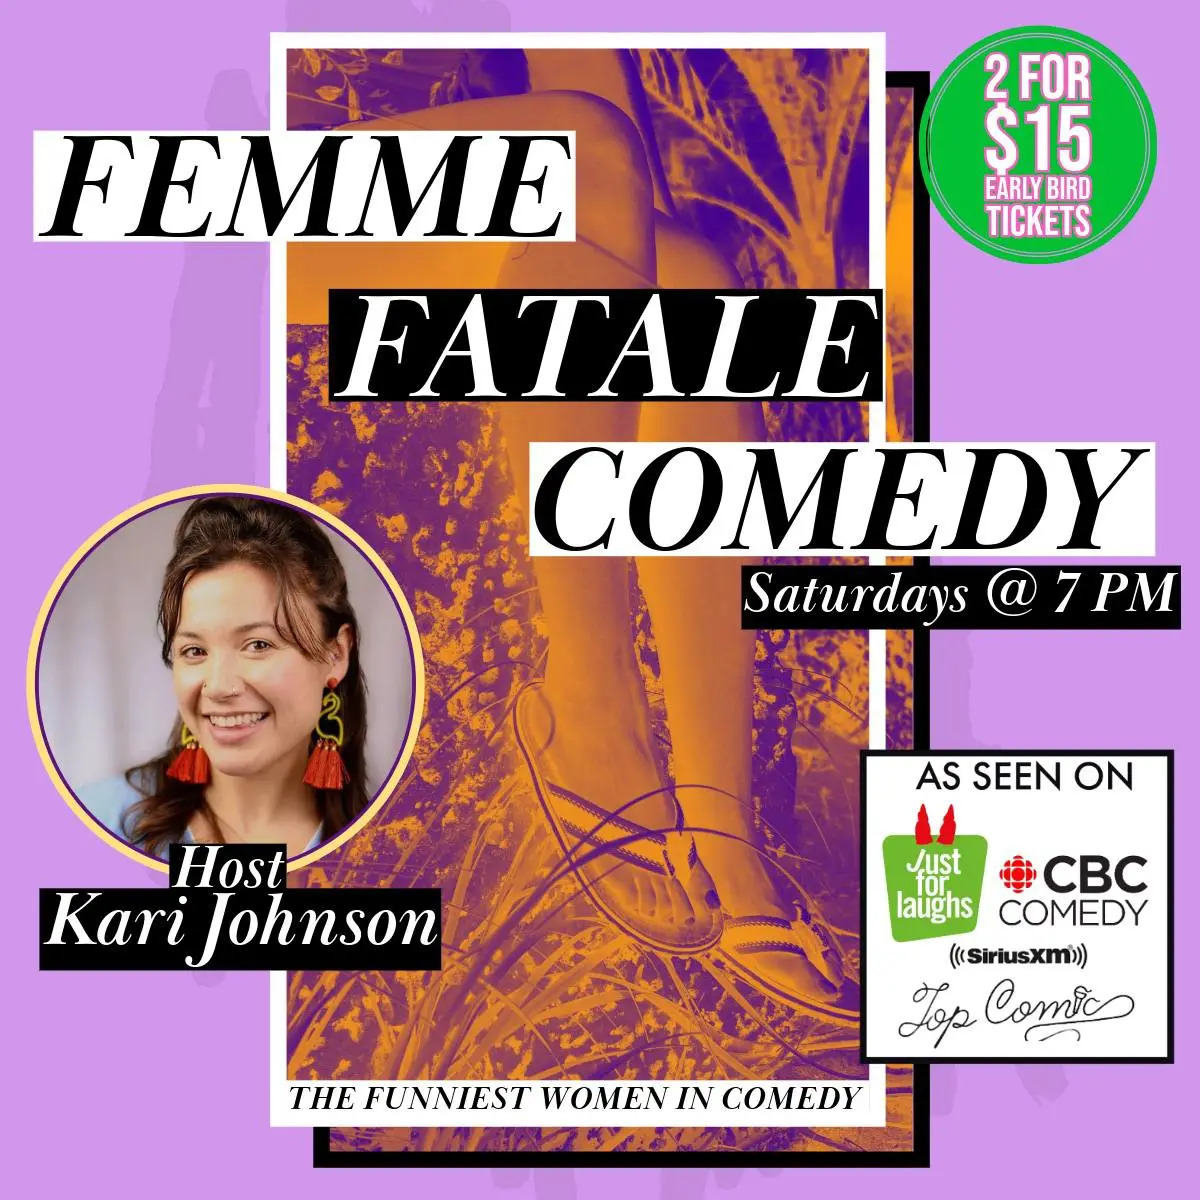 2 FOR
$15
EARLY BIRD
TICKETS
FEMME
FATALE
COMEDY
Saturdays @ 7 PM
Host
Kari Johnson
AS SEEN ON
Just
for
laughs
CBC
COMEDY
SiriusXM
Top Comic
THE FUNNIEST WOMEN IN COMEDY